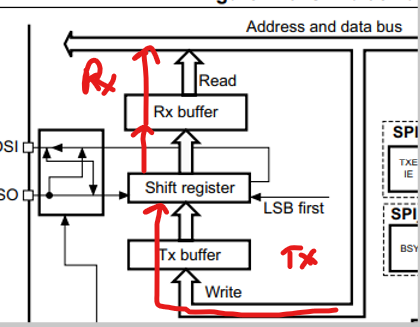 Address and data bus
Read
Rx
Rx buffer
OSI
SPI
TXE
IE
SO
Shift register
LSB first
SPI
BSY
Tx buffer
Tx
Write